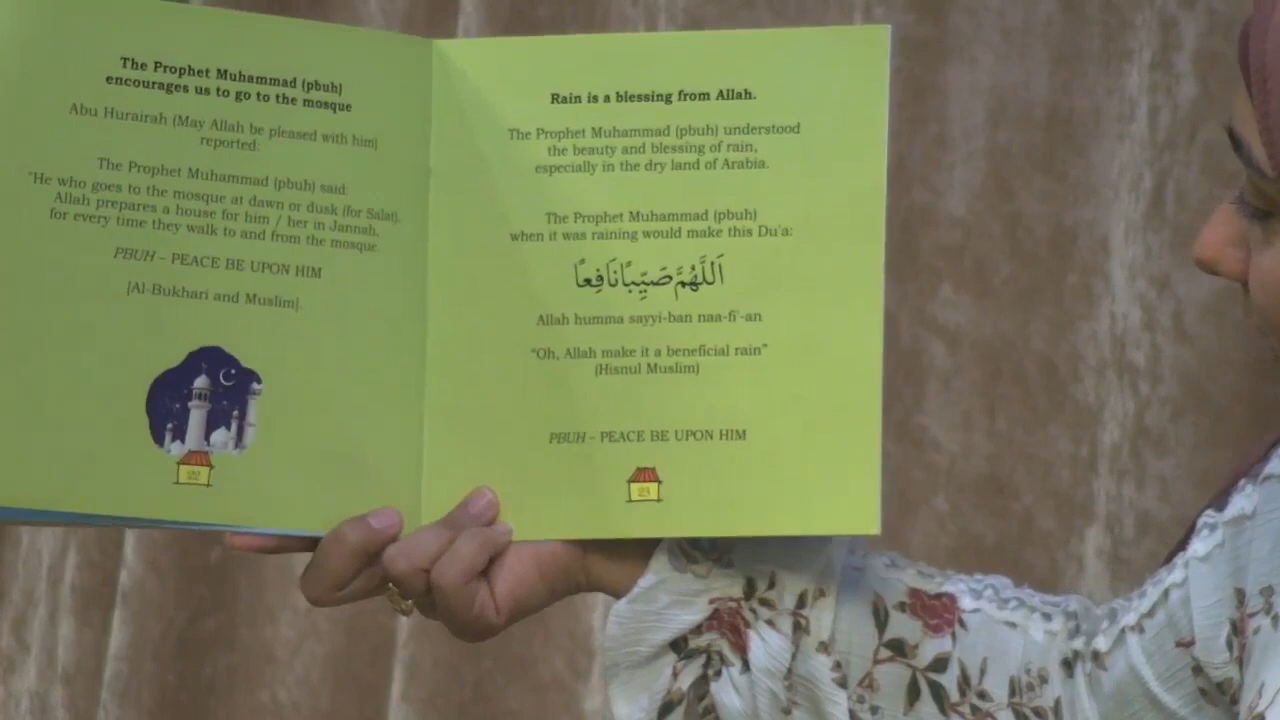 The Prophet Muhammad (pbuh)
encourages us to go to the mosque
Abu Hurairah (May Allah be pleased with him)
reported:
The Prophet Muhammad (pbuh) said:
"He who goes to the mosque at dawn or dusk (for Salat),
Allah prepares a house for him / her in Jannah,
for every time they walk to and from the mosque.
PBUH – PEACE BE UPON HIM
[Al-Bukhari and Muslim].
22
Rain is a blessing from Allah.
The Prophet Muhammad (pbuh) understood
the beauty and blessing of rain,
especially in the dry land of Arabia.
The Prophet Muhammad (pbuh)
when it was raining would make this Du'a:
اَللَّهُمَّ صَيِّبًا نَافِعًا
Allah humma sayyi-ban naa-fi'-an
"Oh, Allah make it a beneficial rain"
(Hisnul Muslim)
PBUH – PEACE BE UPON HIM
23